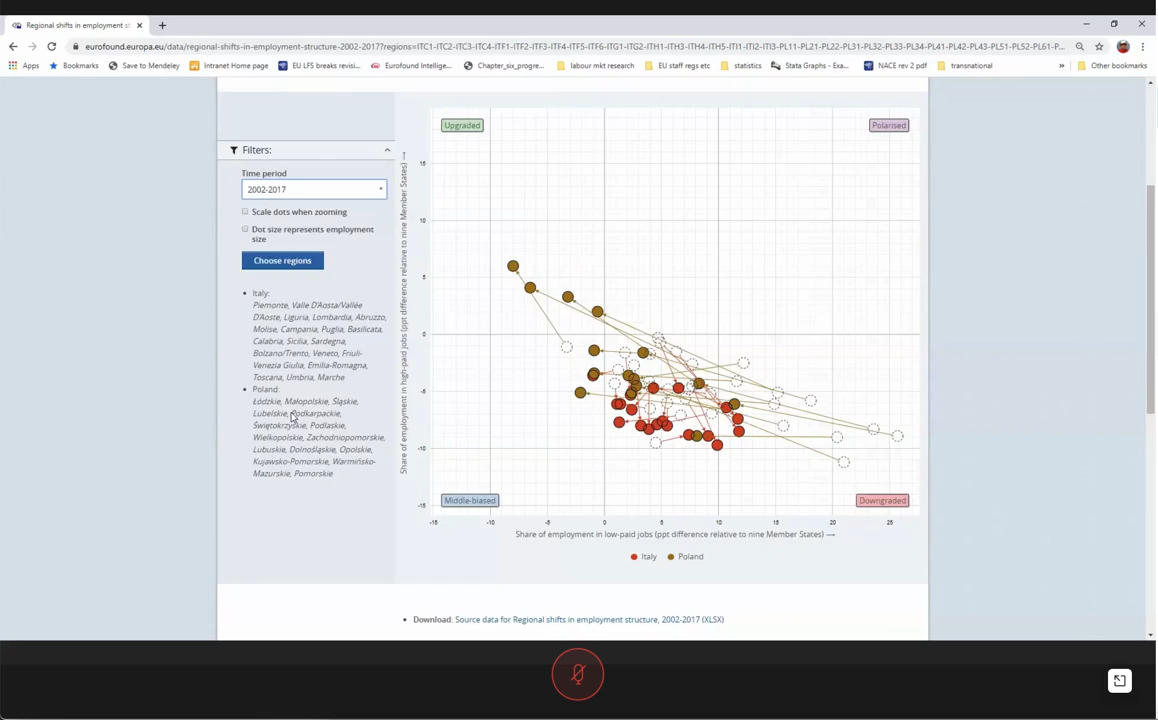 Regional shifts in employment st
eurofound.europa.eu/data/regional-shifts-in-employment-structure-2002-2017?regions=ITC1-ITC2-ITC3-ITC4-ITF1-ITF2-ITF3-ITF4-ITF5-ITF6-ITG1-ITG2-ITH1-ITH3-ITH4-ITH5-ITI1-ITI2-ITI3-PL11-PL21-PL22-PL31-PL32-PL33-PL34-PL41-PL42-PL43-PL51-PL52-PL61-P...
Apps Bookmarks Save to Mendeley Intranet Home page EU LFS breaks revisi... Eurofound Intellige... Chapter_six_progre... labour mkt research EU staff regs etc statistics Stata Graphs - Exa... NACE rev 2 pdf transnational » Other bookmarks
Filters:
Time period
2002-2017
Scale dots when zooming
Dot size represents employment
size
Choose regions
Italy:
Piemonte, Valle D'Aosta/Vallée
D'Aoste, Liguria, Lombardia, Abruzzo,
Molise, Campania, Puglia, Basilicata,
Calabria, Sicilia, Sardegna,
Bolzano/Trento, Veneto, Friuli-
Venezia Giulia, Emilia-Romagna,
Toscana, Umbria, Marche
Poland:
Łódzkie, Małopolskie, Śląskie,
Lubelskie, Podkarpackie,
Świętokrzyskie, Podlaskie,
Wielkopolskie, Zachodniopomorskie,
Lubuskie, Dolnośląskie, Opolskie,
Kujawsko-Pomorskie, Warmińsko-
Mazurskie, Pomorskie
Share of employment in high-paid jobs (ppt difference relative to nine Member States) →
Upgraded
Polarised
15
10
5
0
-5
-10
-15
Middle-biased
Downgraded
-15 -10 -5 0 5 10 15 20 25
Share of employment in low-paid jobs (ppt difference relative to nine Member States) →
Italy Poland
Download: Source data for Regional shifts in employment structure, 2002-2017 (XLSX)